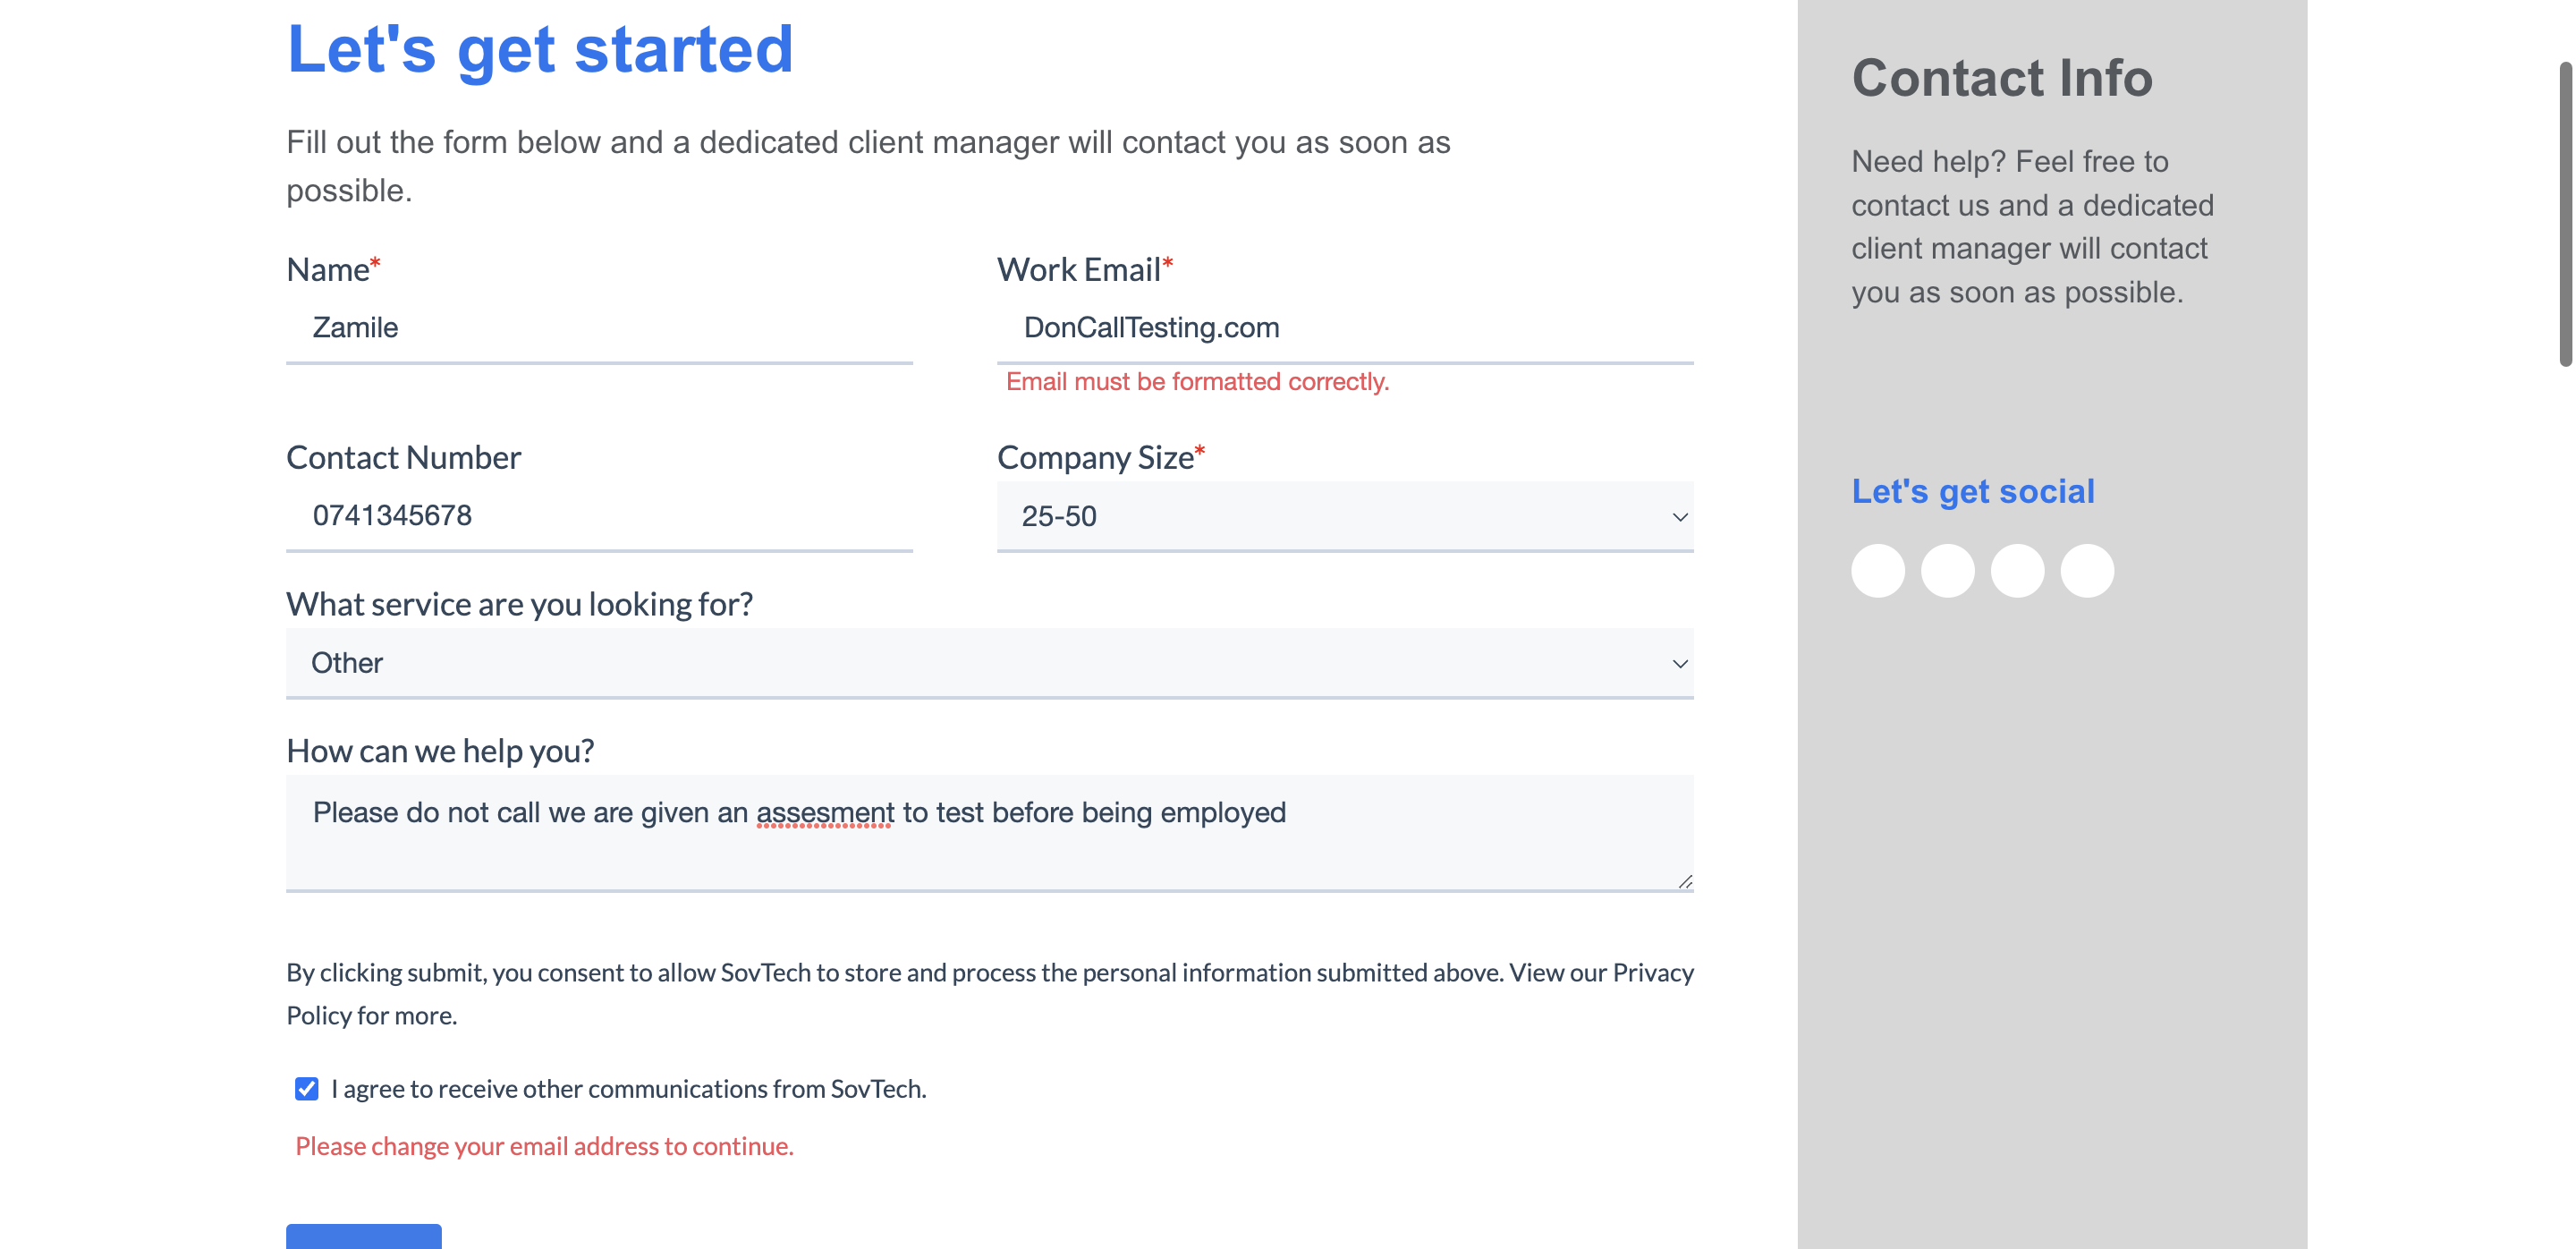 Let's get started
Fill out the form below and a dedicated client manager will contact you as soon as
possible.
Name*
Work Email*
Zamile
DonCallTesting.com
Email must be formatted correctly.
Contact Number
Company Size*
0741345678
25-50
What service are you looking for?
Other
How can we help you?
Please do not call we are given an assesment to test before being employed
By clicking submit, you consent to allow SovTech to store and process the personal information submitted above. View our Privacy
Policy for more.
I agree to receive other communications from SovTech.
Please change your email address to continue.
Contact Info
Need help? Feel free to
contact us and a dedicated
client manager will contact
you as soon as possible.
Let's get social